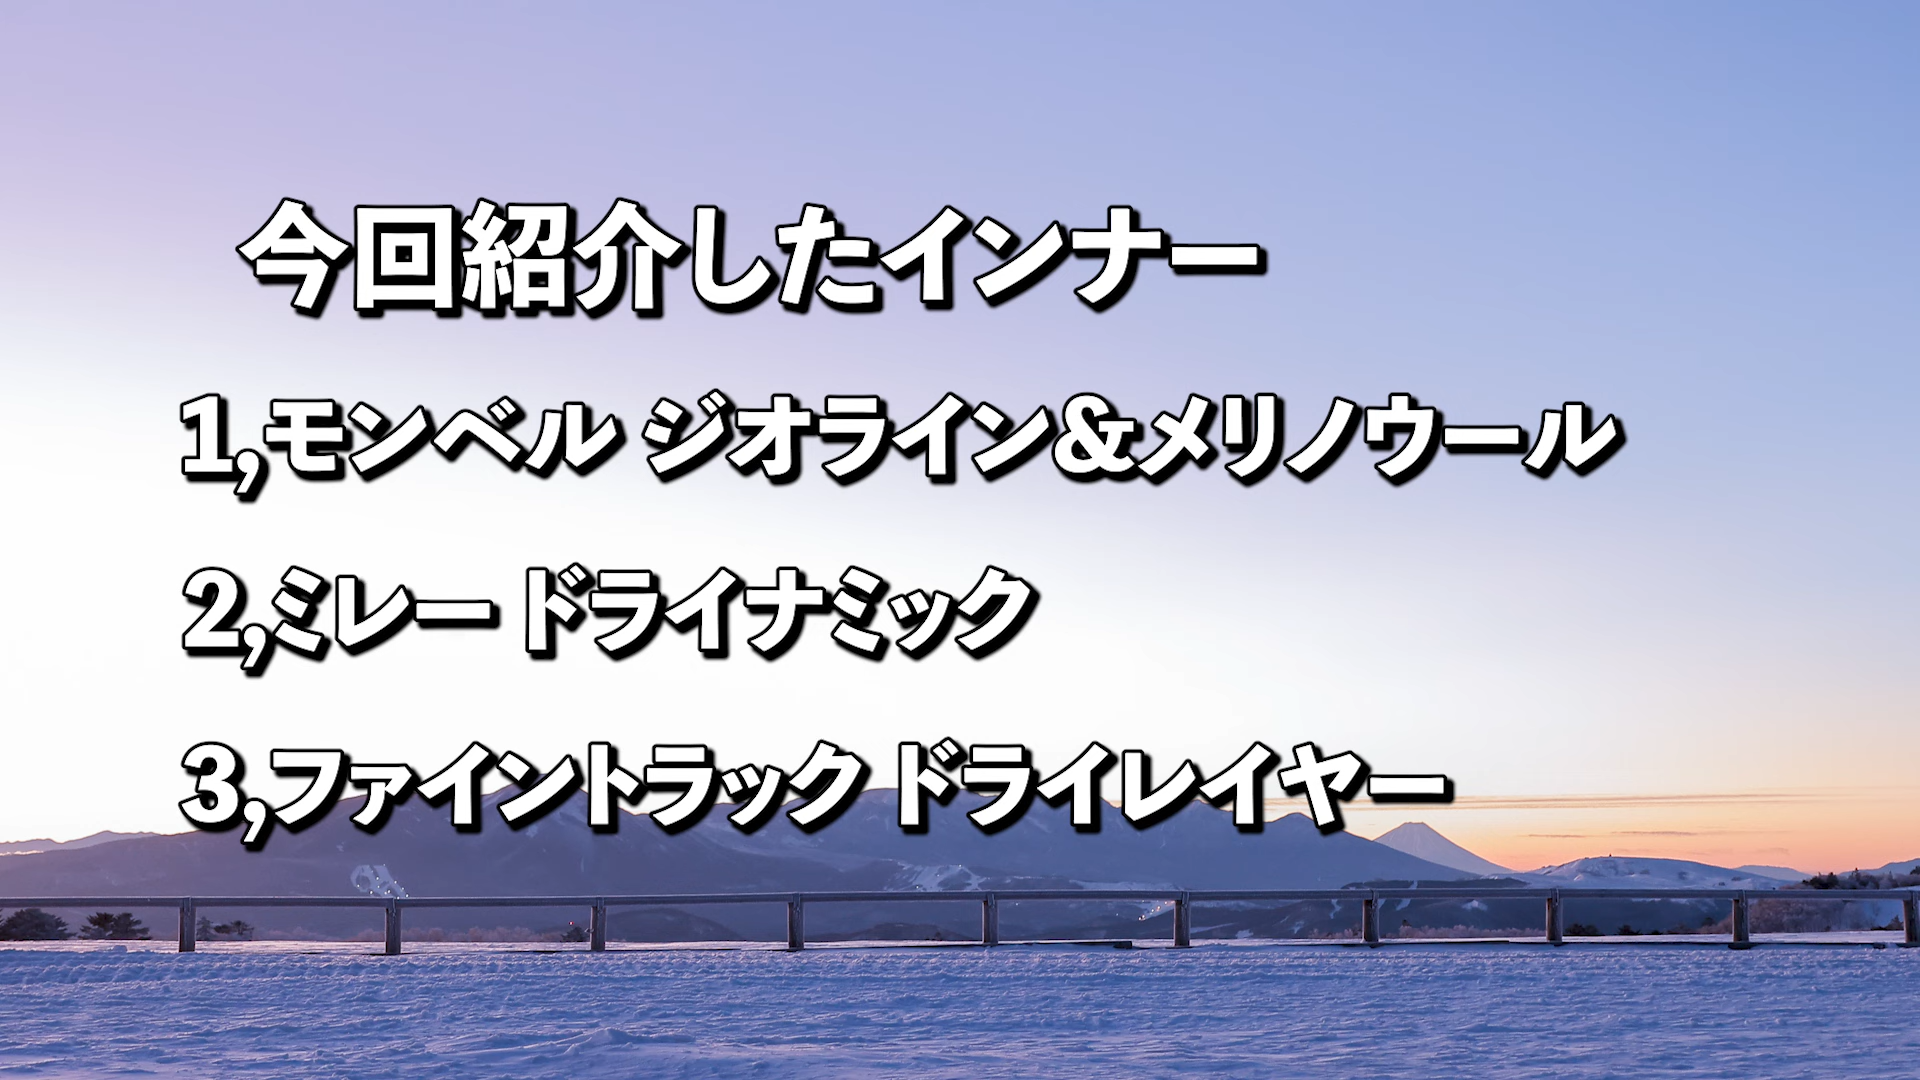 今回紹介したインナー
1,モンベル ジオライン&メリノウール
2,ミレー ドライナミック
3,ファイントラック ドライレイヤー